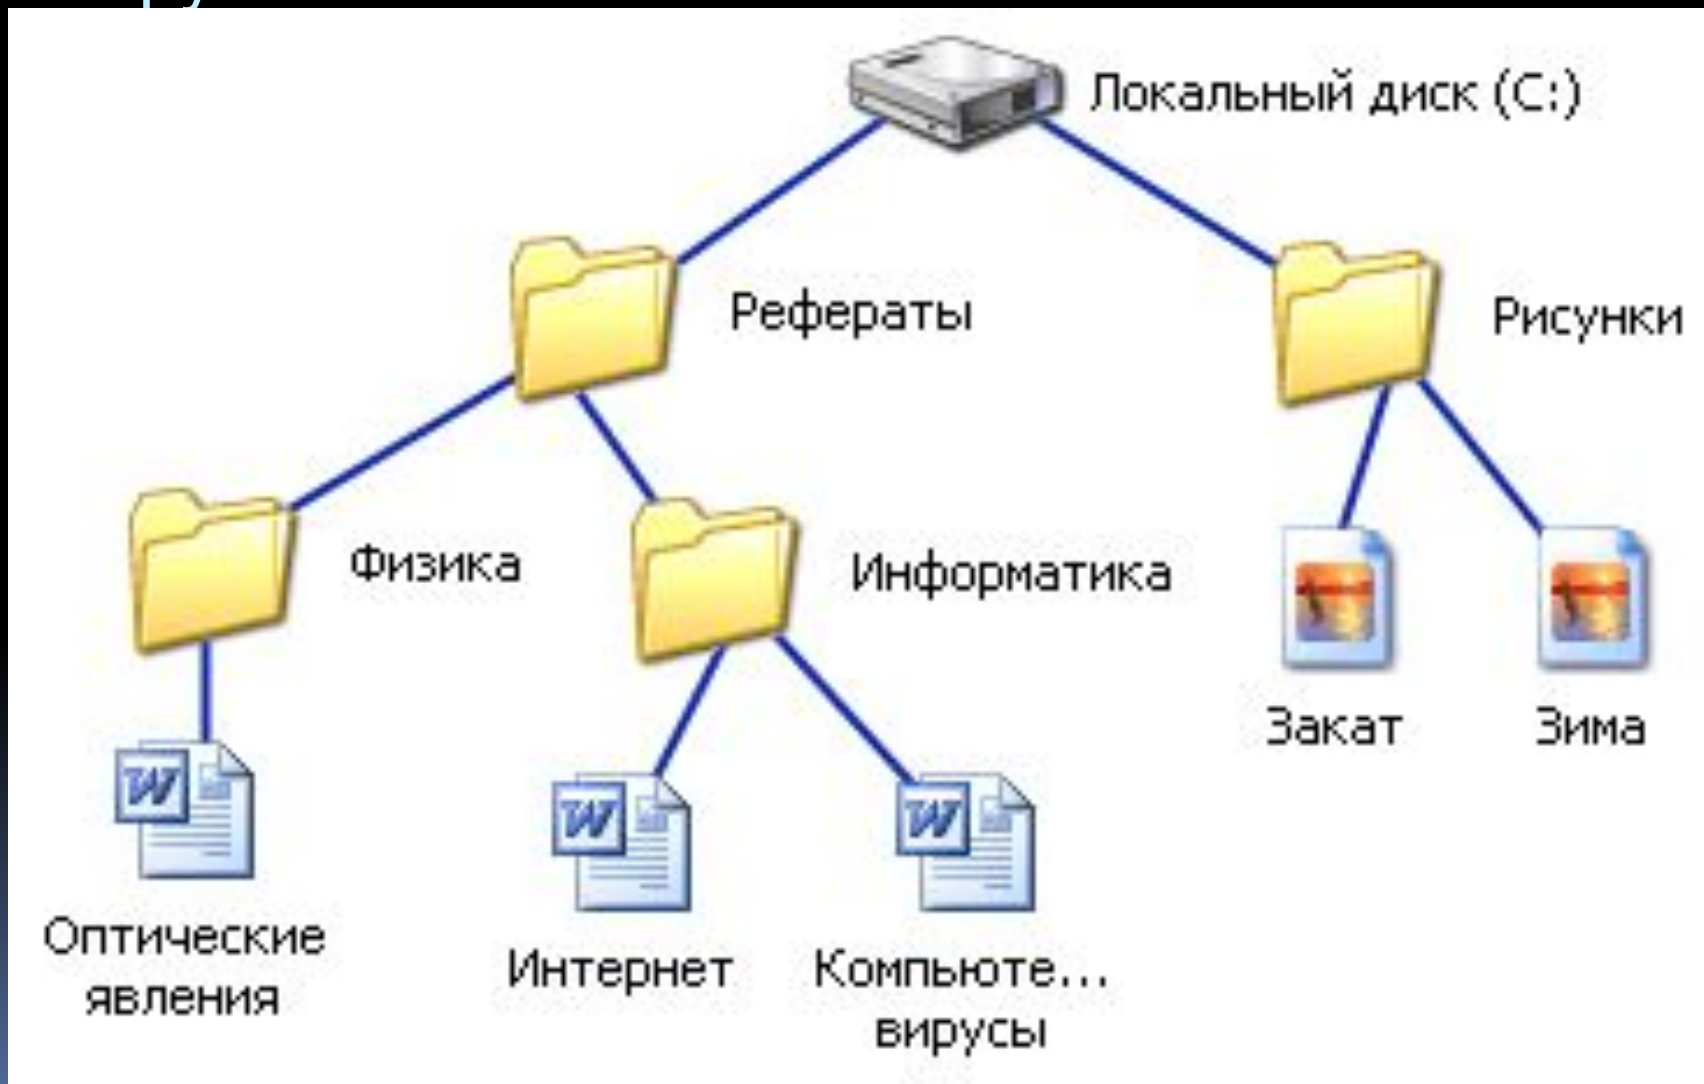 Локальный диск (C:)
Рефераты
Рисунки
Физика
Информатика
Закат
Зима
Оптические
явления
Интернет
Компьюте...
вирусы